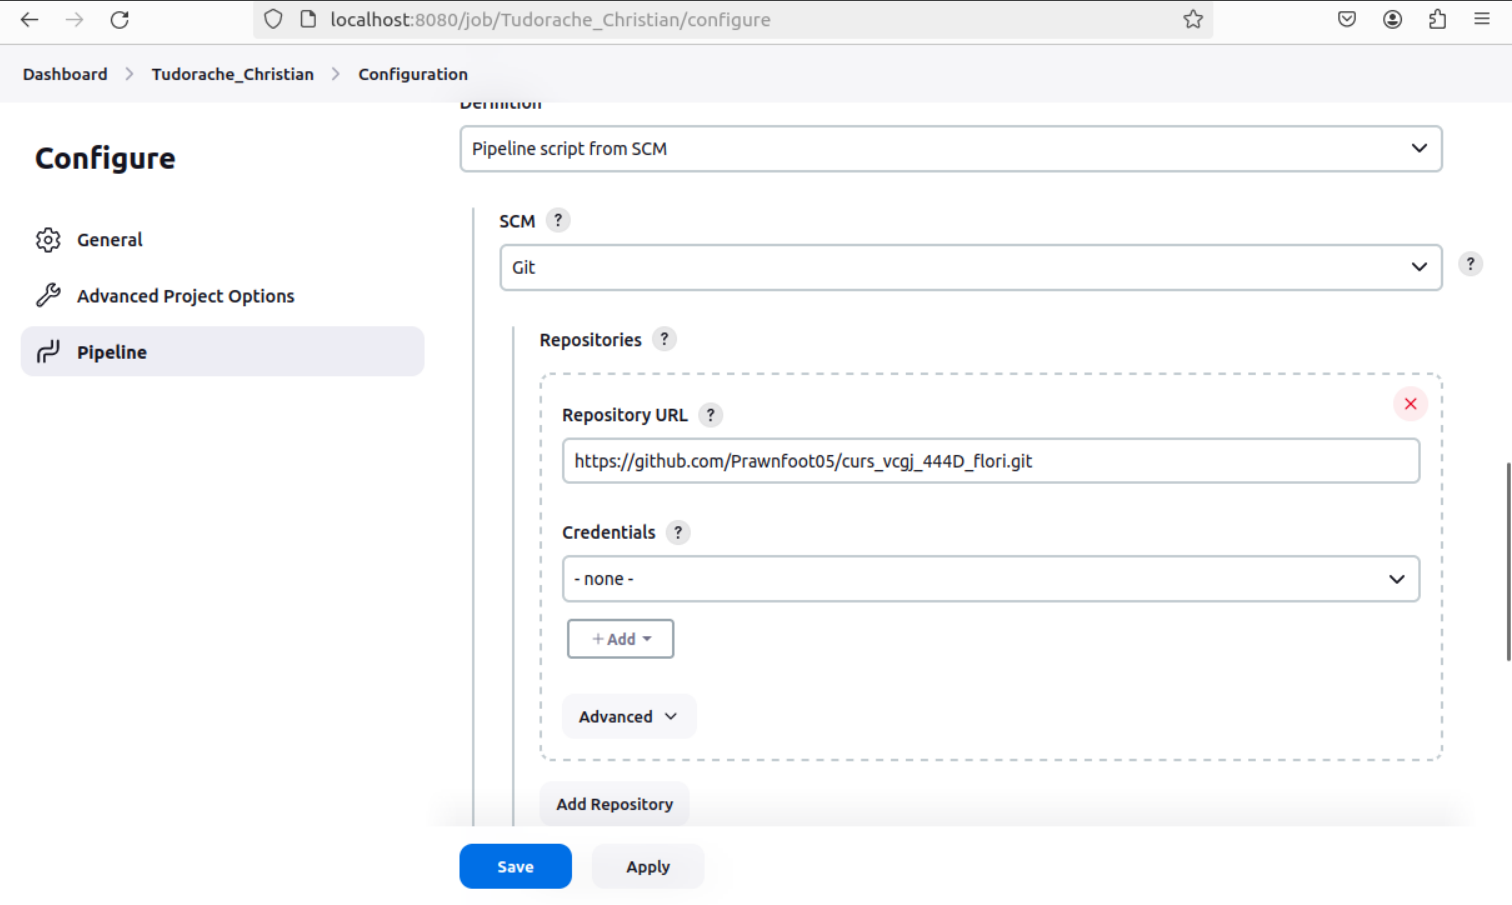 localhost:8080/job/Tudorache_Christian/configure
Dashboard > Tudorache_Christian > Configuration
Definition
Configure
Pipeline script from SCM
General
Advanced Project Options
Pipeline
SCM ?
Git
?
Repositories ?
Repository URL ?
https://github.com/Prawnfoot05/curs_vcgj_444D_flori.git
Credentials ?
- none -
+ Add
Advanced
Add Repository
Save
Apply